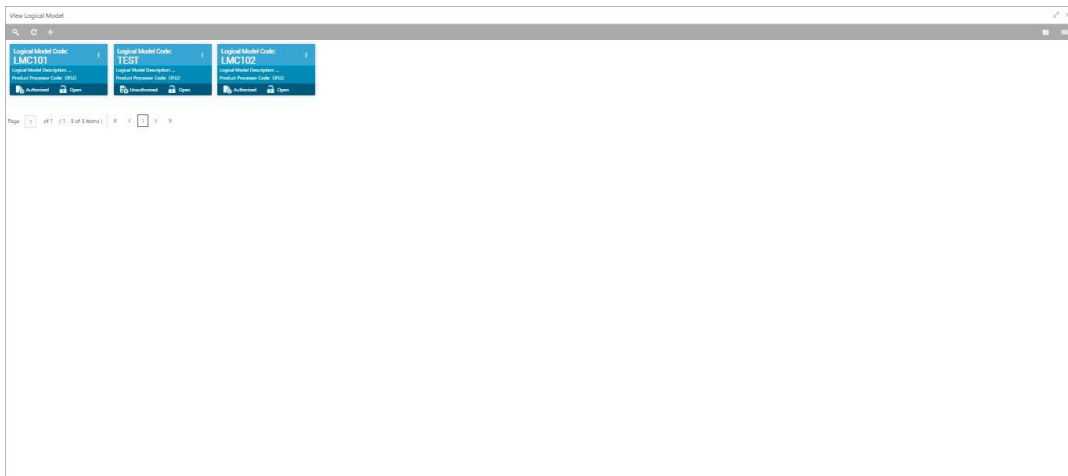 View Logical Model
Logical Model Code:
LMC101
Logical Model Description: ...
Product Processor Code: OFLO
Authorized Open
Logical Model Code:
TEST
Logical Model Description: ...
Product Processor Code: OFLO
Unauthorized Open
Logical Model Code:
LMC102
Logical Model Description: ...
Product Processor Code: OFLO
Authorized Open
Page 1 of 1 ( 1 - 3 of 3 items ) 1